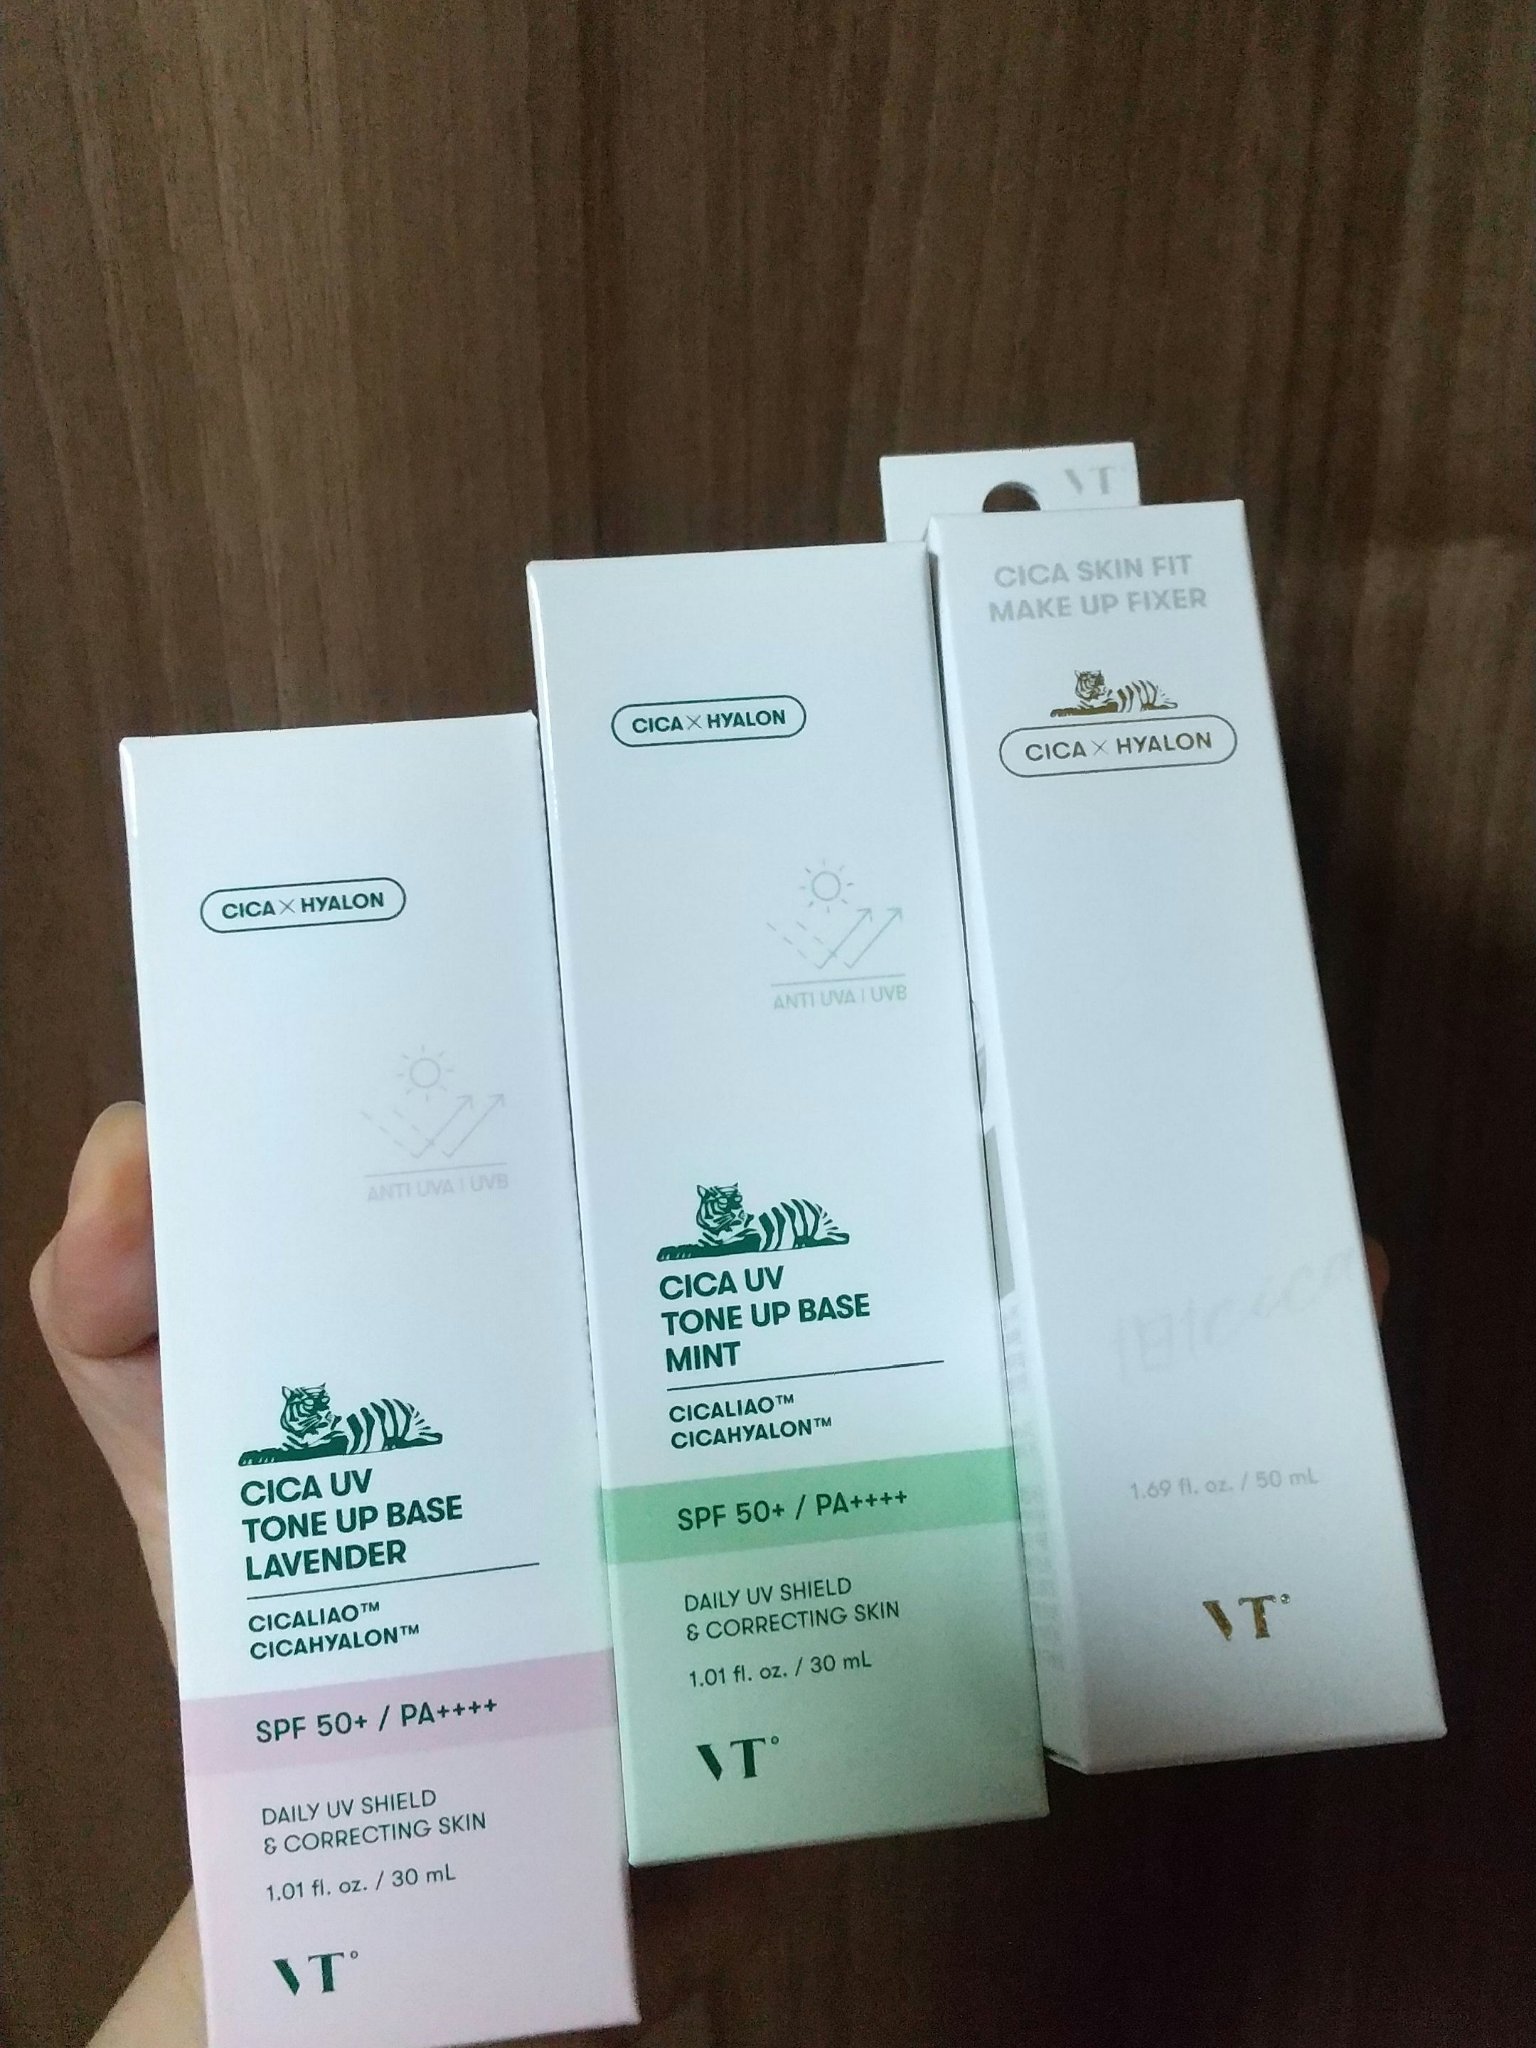 CICA×HYALON
ANTI UVA | UVB
CICA UV
TONE UP BASE
LAVENDER
CICALIAO™
CICAHYALON™
SPF 50+ / PA++++
DAILY UV SHIELD
& CORRECTING SKIN
1.01 fl. oz. / 30 mL
VT°
CICA×HYALON
ANTI UVA | UVB
CICA UV
TONE UP BASE
MINT
CICALIAO™
CICAHYALON™
SPF 50+ / PA++++
DAILY UV SHIELD
& CORRECTING SKIN
1.01 fl. oz. / 30 mL
VT°
VT
CICA SKIN FIT
MAKE UP FIXER
CICA×HYALON
1.69 fl. oz. / 50 mL
VT°